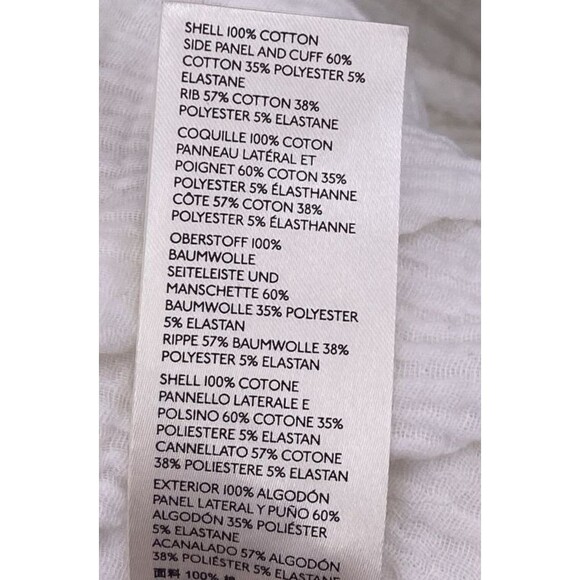 SHELL 100% COTTON
SIDE PANEL AND CUFF 60%
COTTON 35% POLYESTER 5%
ELASTANE
RIB 57% COTTON 38%
POLYESTER 5% ELASTANE
COQUILLE 100% COTON
PANNEAU LATÉRAL ET
POIGNET 60% COTON 35%
POLYESTER 5% ÉLASTHANNE
CÔTE 57% COTON 38%
POLYESTER 5% ÉLASTHANNE
OBERSTOFF 100%
BAUMWOLLE
SEITELEISTE UND
MANSCHETTE 60%
BAUMWOLLE 35% POLYESTER
5% ELASTAN
RIPPE 57% BAUMWOLLE 38%
POLYESTER 5% ELASTAN
SHELL 100% COTONE
PANNELLO LATERALE E
POLSINO 60% COTONE 35%
POLIESTERE 5% ELASTAN
CANNELLATO 57% COTONE
38% POLIESTERE 5% ELASTAN
EXTERIOR 100% ALGODÓN
PANEL LATERAL Y PUÑO 60%
ALGODÓN 35% POLIÉSTER
5% ELASTANE
ACANALADO 57% ALGODÓN
38% POLIÉSTER 5% ELASTANE
面料 100%